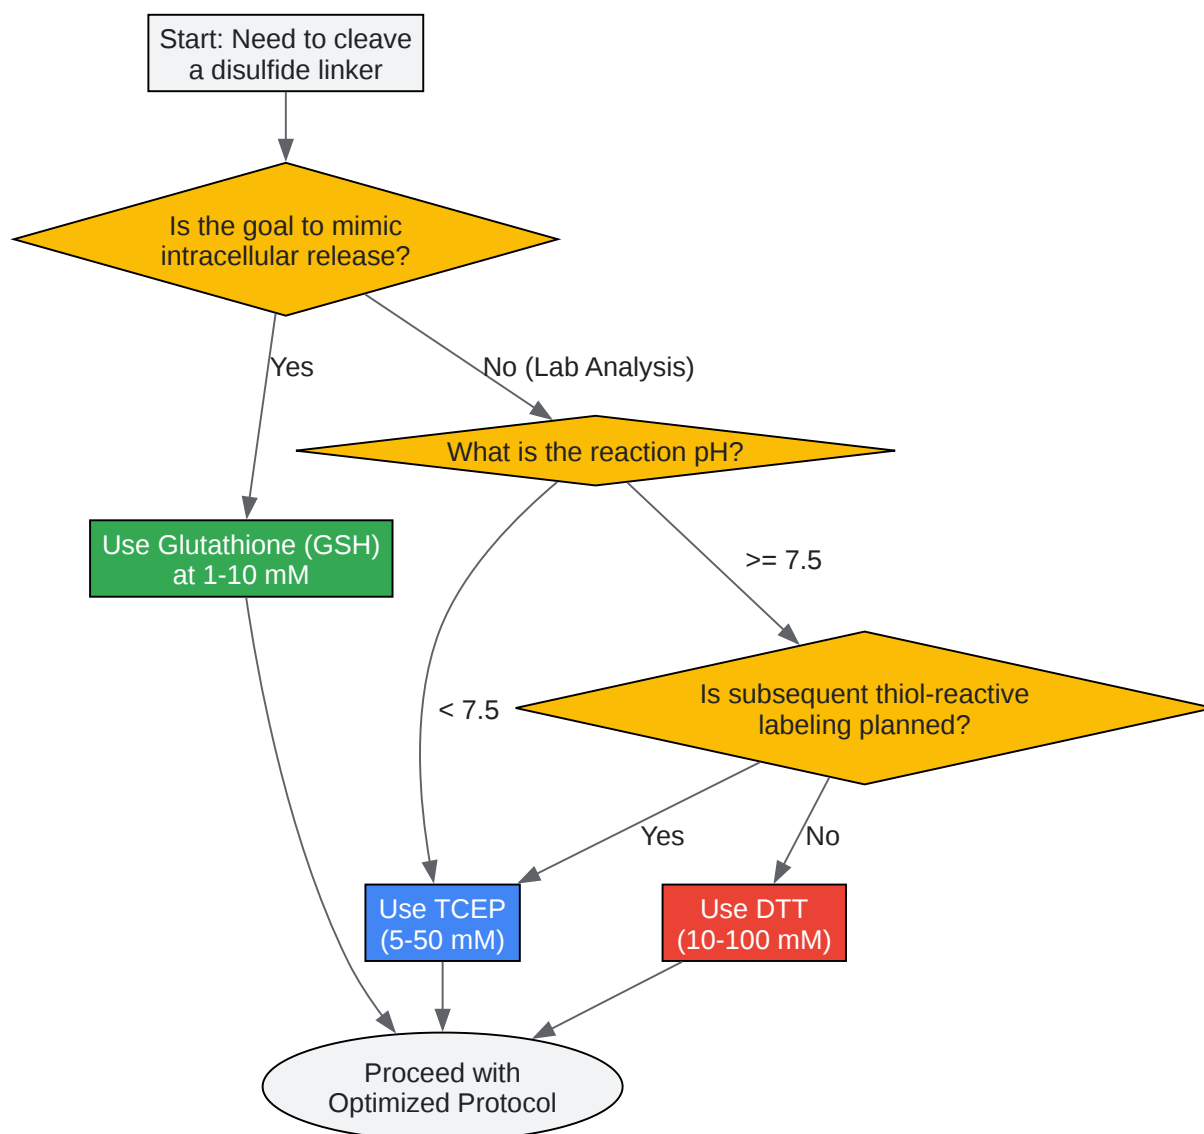 Start: Need to cleave
a disulfide linker
Is the goal to mimic
intracellular release?
Yes
No (Lab Analysis)
What is the reaction pH?
Use Glutathione (GSH)
at 1-10 mM
>= 7.5
Is subsequent thiol-reactive
labeling planned?
< 7.5
Yes
No
Use TCEP
(5-50 mM)
Use DTT
(10-100 mM)
Proceed with
Optimized Protocol